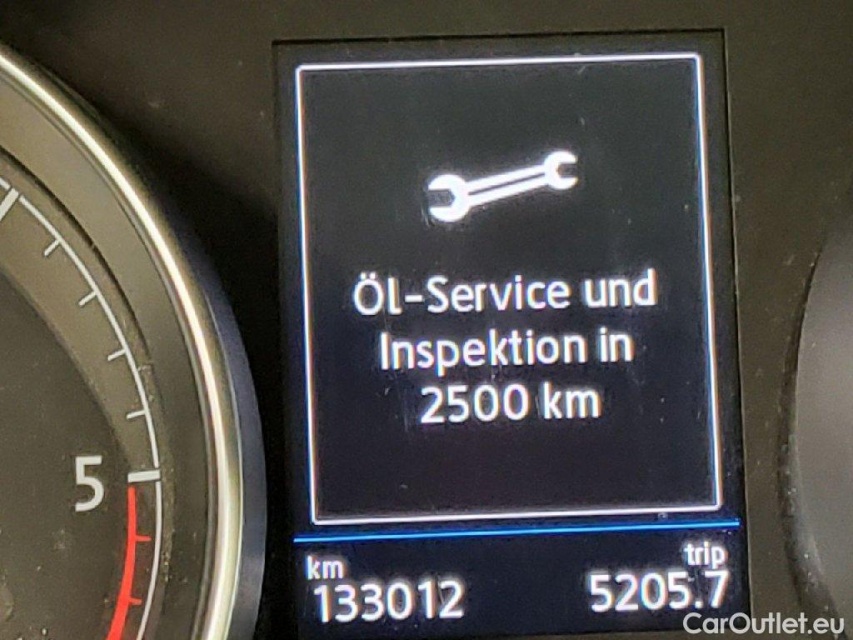 Öl-Service und
Inspektion in
2500 km
5
km
trip
133012
5205.7
CarOutlet.eu